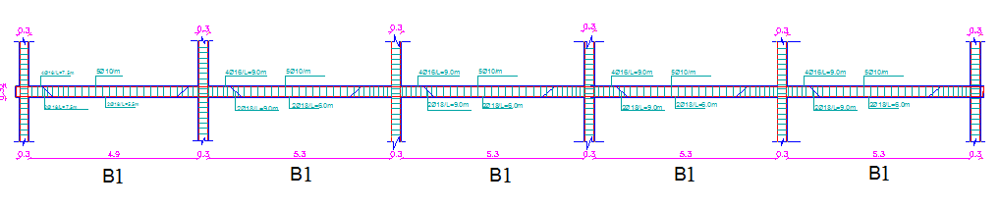 0.3 0.3 0.3 0.3 0.3 0.3
5Ø10/m 4Ø16/L=9.0m 5Ø10/m 4Ø16/L=9.0m 5Ø10/m 4Ø16/L=9.0m 5Ø10/m 4Ø16/L=9.0m 5Ø10/m
2Ø18/L=9.0m 2Ø18/L=6.0m 2Ø18/L=9.0m 2Ø18/L=6.0m 2Ø18/L=9.0m 2Ø18/L=6.0m 2Ø18/L=9.0m 2Ø18/L=6.0m
0.3 4.9 0.3 5.3 0.3 5.3 0.3 5.3 0.3 5.3 0.3
B1 B1 B1 B1 B1